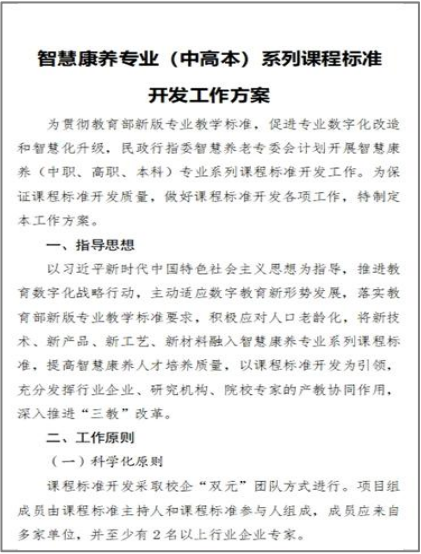 智慧康养专业（中高本）系列课程标准
开发工作方案
为贯彻教育部新版专业教学标准，促进专业数字化改造
和智慧化升级，民政行指委智慧养老专委会计划开展智慧康
养（中职、高职、本科）专业系列课程标准开发工作。为保
证课程标准开发质量，做好课程标准开发各项工作，特制定
本工作方案。
一、指导思想
以习近平新时代中国特色社会主义思想为指导，推进教
育数字化战略行动，主动适应数字教育新形势发展，落实教
育部新版专业教学标准要求，积极应对人口老龄化，将新技
术、新产品、新工艺、新材料融入智慧康养专业系列课程标
准，提高智慧康养人才培养质量，以课程标准开发为引领，
充分发挥行业企业、研究机构、院校专家的产教协同作用，
深入推进“三教”改革。
二、工作原则
（一）科学化原则
课程标准开发采取校企“双元”团队方式进行。项目组
成员由课程标准主持人和课程标准参与人组成，成员应来自
多家单位，并至少有 2 名以上行业企业专家。